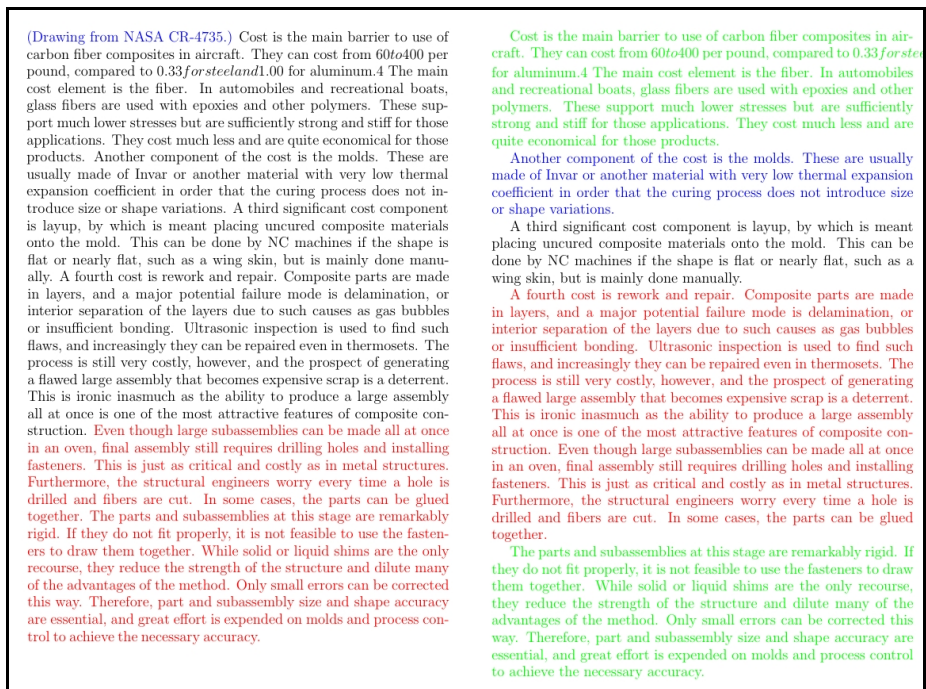 (Drawing from NASA CR-4735.) Cost is the main barrier to use of
carbon fiber composites in aircraft. They can cost from 60to400 per
pound, compared to 0.33forsteeland1.00 for aluminum.4 The main
cost element is the fiber. In automobiles and recreational boats,
glass fibers are used with epoxies and other polymers. These sup-
port much lower stresses but are sufficiently strong and stiff for those
applications. They cost much less and are quite economical for those
products. Another component of the cost is the molds. These are
usually made of Invar or another material with very low thermal
expansion coefficient in order that the curing process does not in-
troduce size or shape variations. A third significant cost component
is layup, by which is meant placing uncured composite materials
onto the mold. This can be done by NC machines if the shape is
flat or nearly flat, such as a wing skin, but is mainly done manu-
ally. A fourth cost is rework and repair. Composite parts are made
in layers, and a major potential failure mode is delamination, or
interior separation of the layers due to such causes as gas bubbles
or insufficient bonding. Ultrasonic inspection is used to find such
flaws, and increasingly they can be repaired even in thermosets. The
process is still very costly, however, and the prospect of generating
a flawed large assembly that becomes expensive scrap is a deterrent.
This is ironic inasmuch as the ability to produce a large assembly
all at once is one of the most attractive features of composite con-
struction. Even though large subassemblies can be made all at once
in an oven, final assembly still requires drilling holes and installing
fasteners. This is just as critical and costly as in metal structures.
Furthermore, the structural engineers worry every time a hole is
drilled and fibers are cut. In some cases, the parts can be glued
together. The parts and subassemblies at this stage are remarkably
rigid. If they do not fit properly, it is not feasible to use the fasten-
ers to draw them together. While solid or liquid shims are the only
recourse, they reduce the strength of the structure and dilute many
of the advantages of the method. Only small errors can be corrected
this way. Therefore, part and subassembly size and shape accuracy
are essential, and great effort is expended on molds and process con-
trol to achieve the necessary accuracy.
Cost is the main barrier to use of carbon fiber composites in air-
craft. They can cost from 60to400 per pound, compared to 0.33forstee
for aluminum.4 The main cost element is the fiber. In automobiles
and recreational boats, glass fibers are used with epoxies and other
polymers. These support much lower stresses but are sufficiently
strong and stiff for those applications. They cost much less and are
quite economical for those products.
Another component of the cost is the molds. These are usually
made of Invar or another material with very low thermal expansion
coefficient in order that the curing process does not introduce size
or shape variations.
A third significant cost component is layup, by which is meant
placing uncured composite materials onto the mold. This can be
done by NC machines if the shape is flat or nearly flat, such as a
wing skin, but is mainly done manually.
A fourth cost is rework and repair. Composite parts are made
in layers, and a major potential failure mode is delamination, or
interior separation of the layers due to such causes as gas bubbles
or insufficient bonding. Ultrasonic inspection is used to find such
flaws, and increasingly they can be repaired even in thermosets. The
process is still very costly, however, and the prospect of generating
a flawed large assembly that becomes expensive scrap is a deterrent.
This is ironic inasmuch as the ability to produce a large assembly
all at once is one of the most attractive features of composite con-
struction. Even though large subassemblies can be made all at once
in an oven, final assembly still requires drilling holes and installing
fasteners. This is just as critical and costly as in metal structures.
Furthermore, the structural engineers worry every time a hole is
drilled and fibers are cut. In some cases, the parts can be glued
together.
The parts and subassemblies at this stage are remarkably rigid. If
they do not fit properly, it is not feasible to use the fasteners to draw
them together. While solid or liquid shims are the only recourse,
they reduce the strength of the structure and dilute many of the
advantages of the method. Only small errors can be corrected this
way. Therefore, part and subassembly size and shape accuracy are
essential, and great effort is expended on molds and process control
to achieve the necessary accuracy.